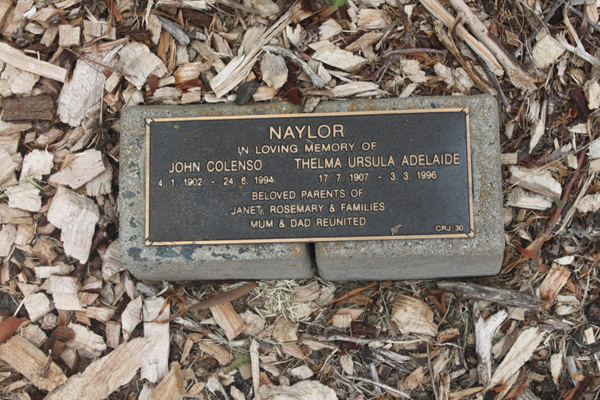 NAYLOR
IN LOVING MEMORY OF
JOHN COLENSO THELMA URSULA ADELAIDE
4. 1. 1902 - 24. 6. 1994 17. 7. 1907 - 3. 3. 1996
BELOVED PARENTS OF
JANET, ROSEMARY & FAMILIES
MUM & DAD REUNITED
CRJ 30